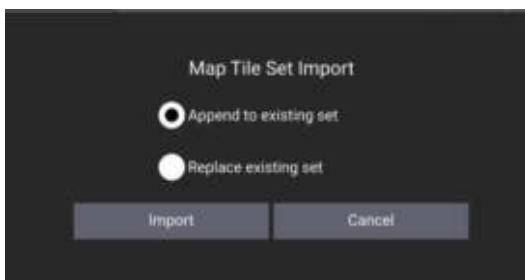 Map Tile Set Import
Append to existing set
Replace existing set
Import Cancel